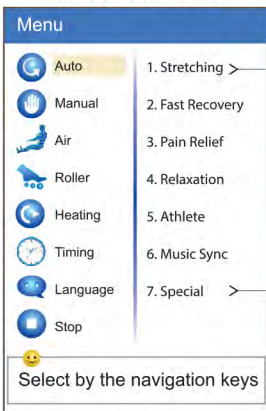 Menu
Auto
Manual
Air
Roller
Heating
Timing
Language
Stop
1. Stretching >
2. Fast Recovery
3. Pain Relief
4. Relaxation
5. Athlete
6. Music Sync
7. Special >
Select by the navigation keys